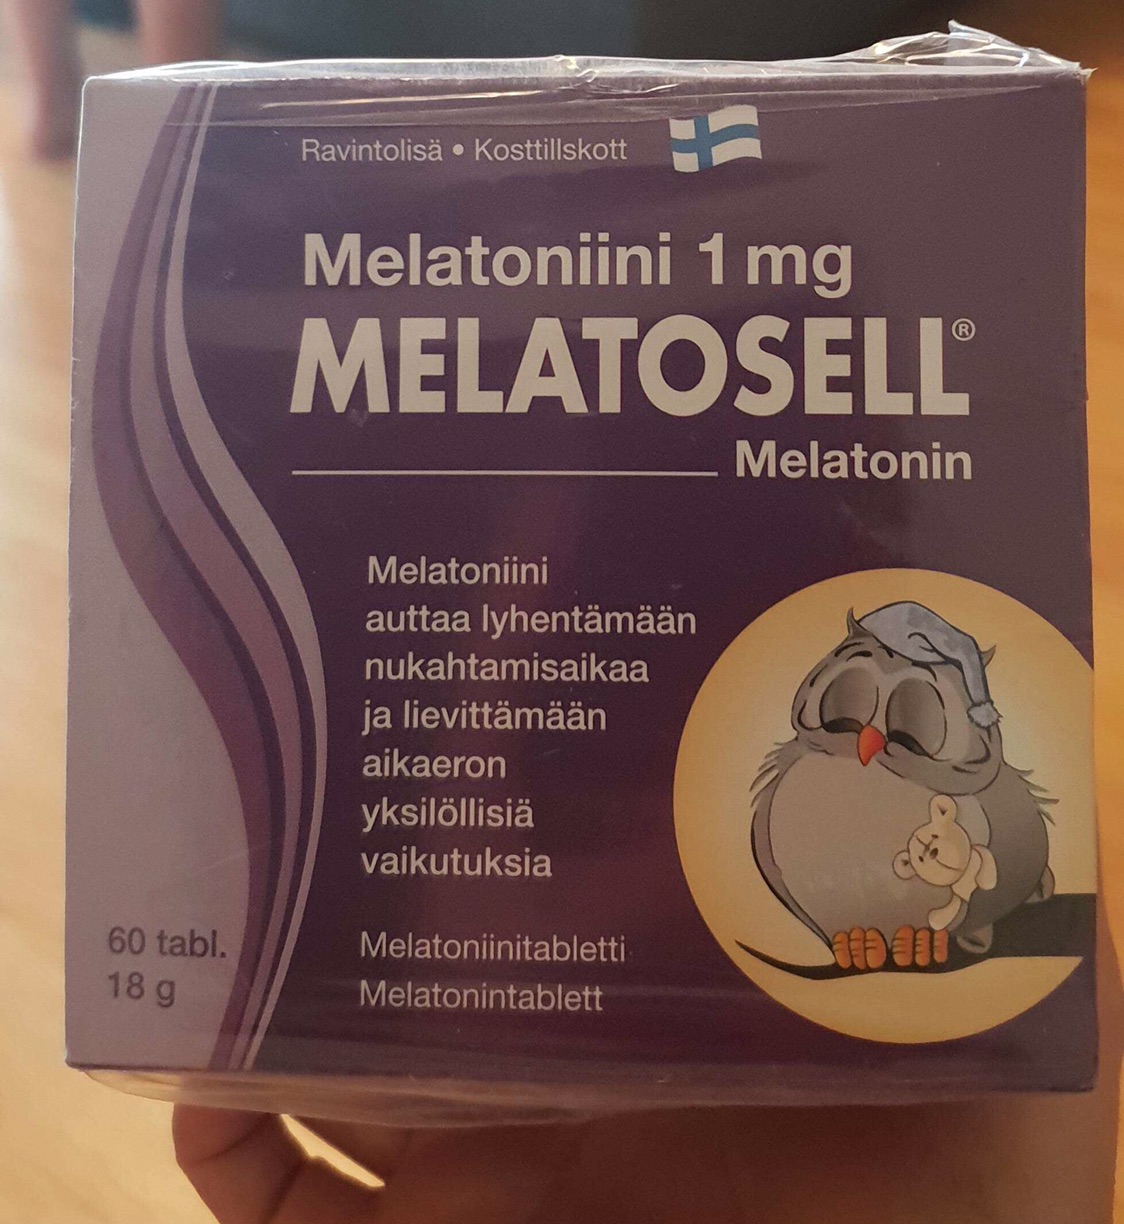 Ravintolisä • Kosttillskott
Melatoniini 1 mg
MELATOSELL®
Melatonin
Melatoniini
auttaa lyhentämään
nukahtamisaikaa
ja lievittämään
aikaeron
yksilöllisiä
vaikutuksia
60 tabl.
18 g
Melatoniinitabletti
Melatonintablett